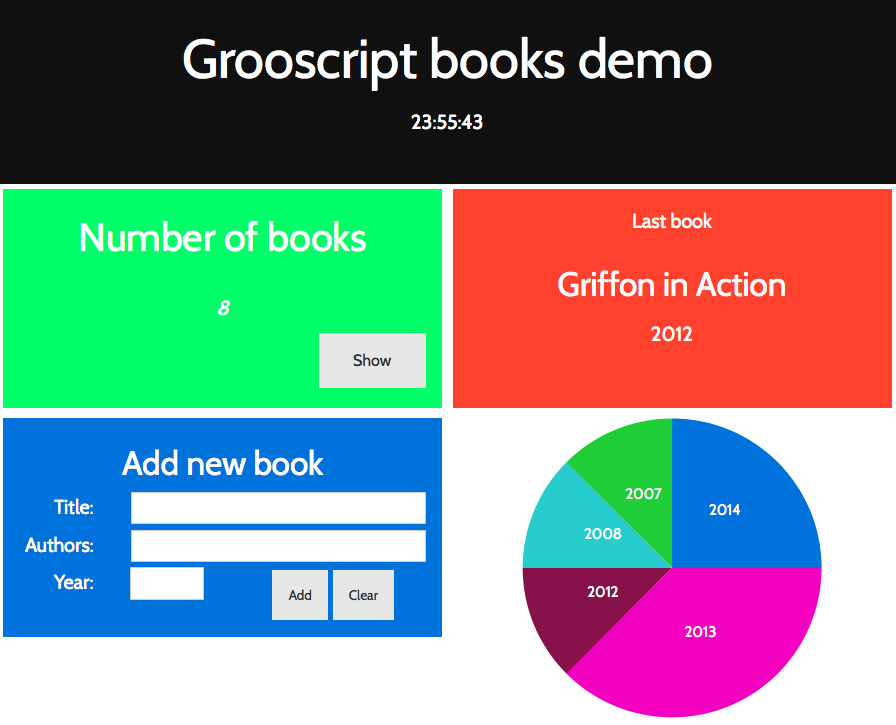 Grooscript books demo
23:55:43
Number of books
8
Show
Last book
Griffon in Action
2012
Add new book
Title:
Authors:
Year:
Add
Clear
2007
2014
2008
2012
2013